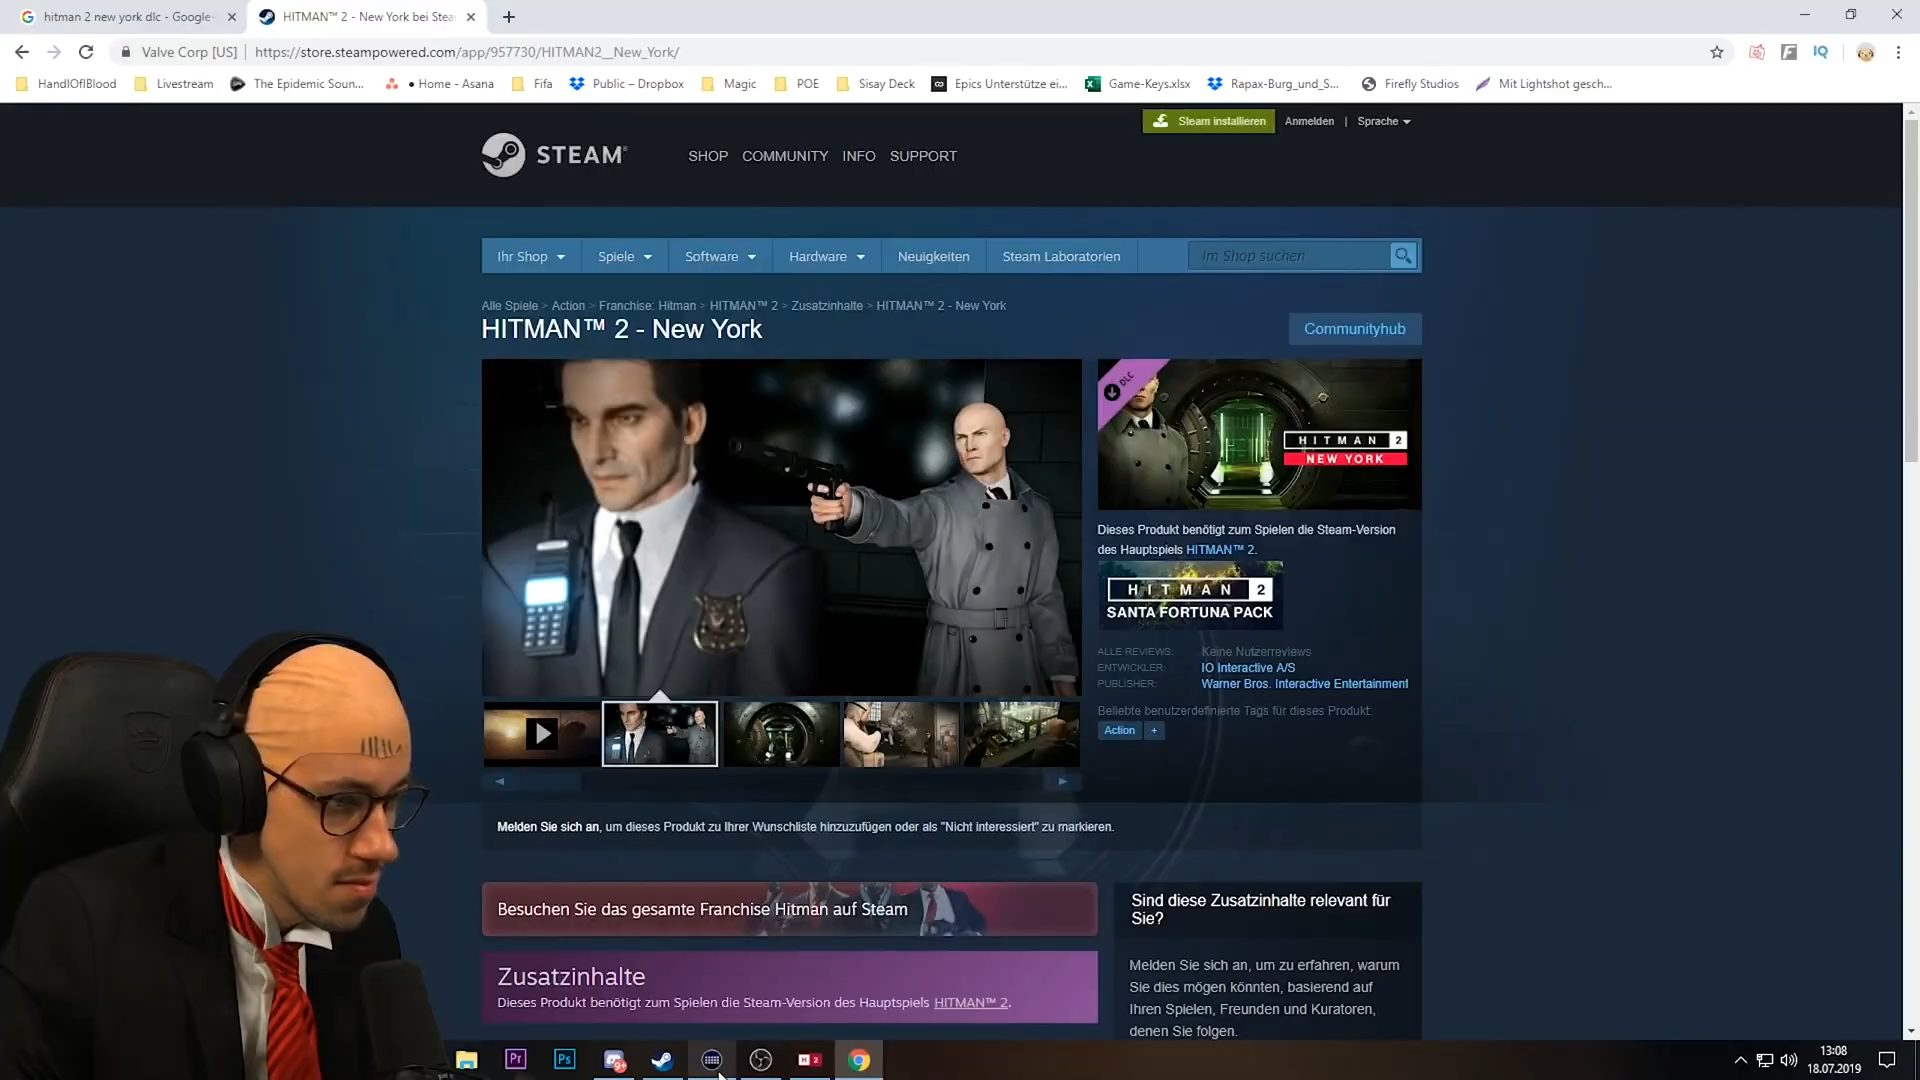 hitman 2 new york dlc - Google-
HITMAN™ 2 - New York bei Stea
Valve Corp [US]
https://store.steampowered.com/app/957730/HITMAN2__New_York/
HandIOfIBlood
Livestream
The Epidemic Soun...
• Home - Asana
Fifa
Public – Dropbox
Magic
POE
Sisay Deck
Epics Unterstütze ei...
Game-Keys.xlsx
Rapax-Burg_und_S...
Firefly Studios
Mit Lightshot gesch...
Steam installieren
Anmelden | Sprache
STEAM
SHOP COMMUNITY INFO SUPPORT
Ihr Shop Spiele Software Hardware Neuigkeiten Steam Laboratorien
Im Shop suchen
Alle Spiele > Action > Franchise: Hitman > HITMAN™ 2 > Zusatzinhalte > HITMAN™ 2 - New York
HITMAN™ 2 - New York
Communityhub
DLC
HITMAN 2
NEW YORK
Dieses Produkt benötigt zum Spielen die Steam-Version
des Hauptspiels HITMAN™ 2.
HITMAN 2
SANTA FORTUNA PACK
ALLE REVIEWS: Keine Nutzerreviews
ENTWICKLER: IO Interactive A/S
PUBLISHER: Warner Bros. Interactive Entertainment
Beliebte benutzerdefinierte Tags für dieses Produkt:
Action +
Melden Sie sich an, um dieses Produkt zu Ihrer Wunschliste hinzuzufügen oder als "Nicht interessiert" zu markieren.
Besuchen Sie das gesamte Franchise Hitman auf Steam
Zusatzinhalte
Dieses Produkt benötigt zum Spielen die Steam-Version des Hauptspiels HITMAN™ 2.
Sind diese Zusatzinhalte relevant für
Sie?
Melden Sie sich an, um zu erfahren, warum
Sie dies mögen könnten, basierend auf
Ihren Spielen, Freunden und Kuratoren,
denen Sie folgen.
Pr
Ps
9+
H 2
13:08
18.07.2019